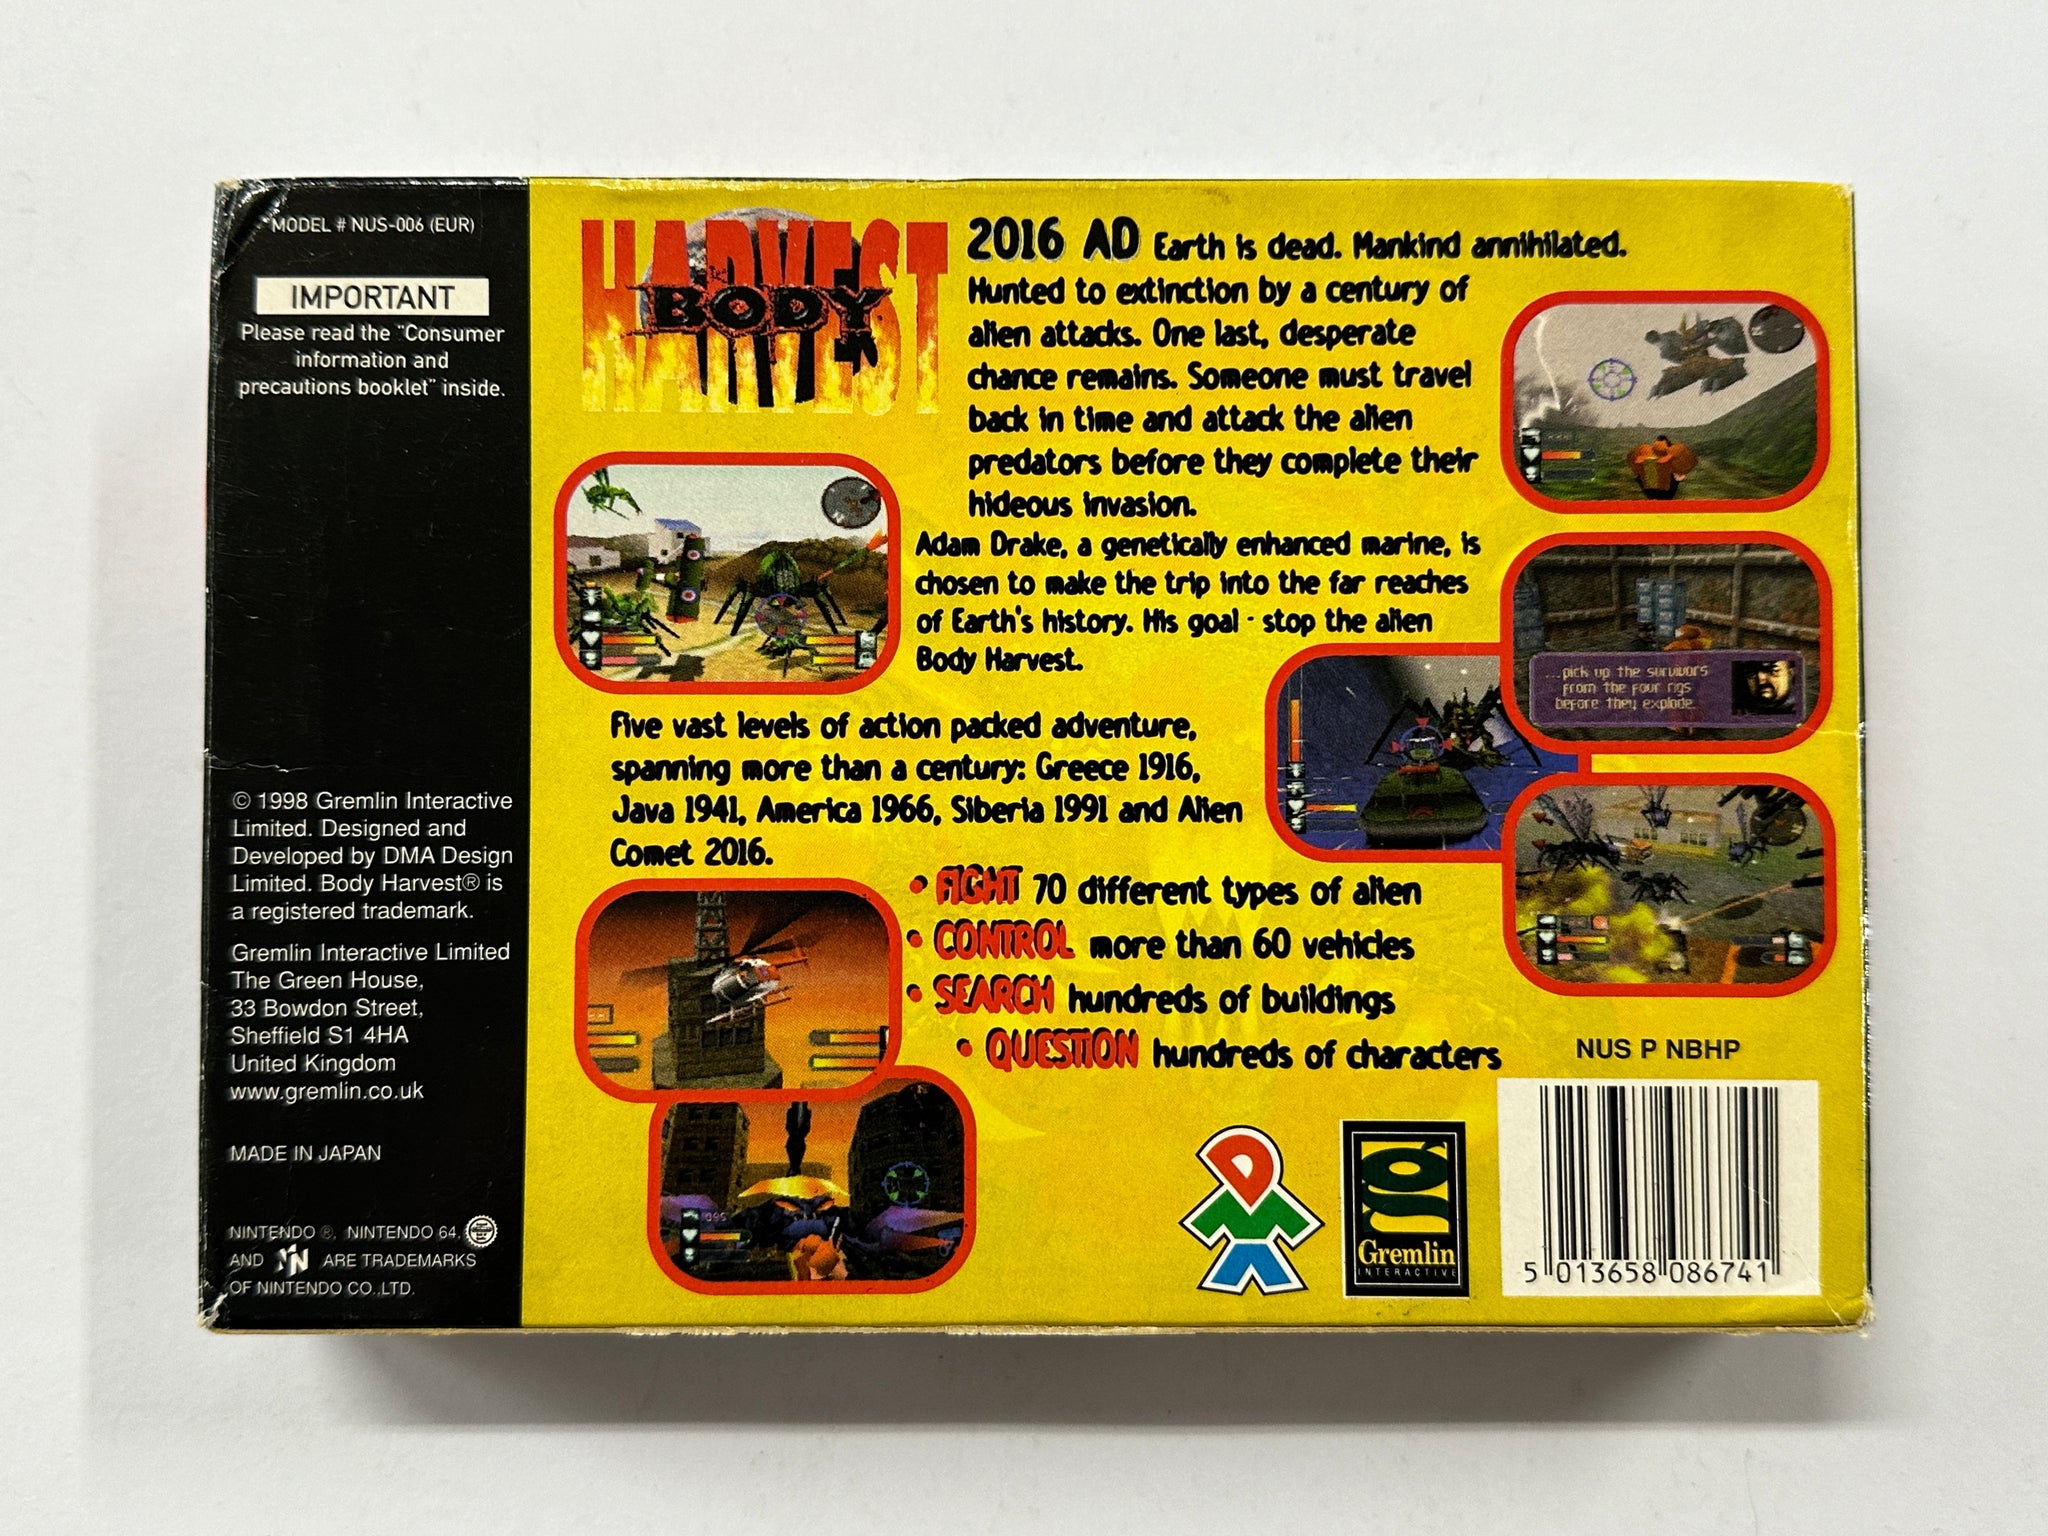 MODEL # NUS-006 (EUR)
IMPORTANT
Please read the "Consumer
information and
precautions booklet" inside.
© 1998 Gremlin Interactive
Limited. Designed and
Developed by DMA Design
Limited. Body Harvest® is
a registered trademark.
Gremlin Interactive Limited
The Green House,
33 Bowdon Street,
Sheffield S1 4HA
United Kingdom
www.gremlin.co.uk
MADE IN JAPAN
NINTENDO ®, NINTENDO 64,
AND N ARE TRADEMARKS
OF NINTENDO CO.,LTD.
HARVEST
BODY
2016 AD Earth is dead. Mankind annihilated.
Hunted to extinction by a century of
alien attacks. One last, desperate
chance remains. Someone must travel
back in time and attack the alien
predators before they complete their
hideous invasion.
Adam Drake, a genetically enhanced marine, is
chosen to make the trip into the far reaches
of Earth's history. His goal - stop the alien
Body Harvest.
...pick up the survivors
from the four rigs
before they explode.
Five vast levels of action packed adventure,
spanning more than a century: Greece 1916,
Java 1941, America 1966, Siberia 1991 and Alien
Comet 2016.
• FIGHT 70 different types of alien
• CONTROL more than 60 vehicles
• SEARCH hundreds of buildings
• QUESTION hundreds of characters
NUS P NBHP
DMA
Gremlin
INTERACTIVE
5 013658 086741